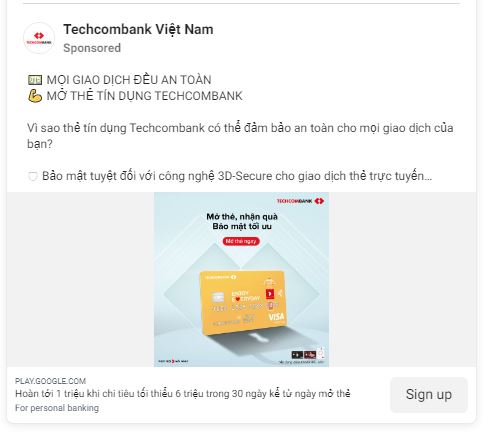 TECHCOMBANK
Techcombank Việt Nam
Sponsored
MỌI GIAO DỊCH ĐỀU AN TOÀN
MỞ THẺ TÍN DỤNG TECHCOMBANK
Vì sao thẻ tín dụng Techcombank có thể đảm bảo an toàn cho mọi giao dịch của
bạn?
Bảo mật tuyệt đối với công nghệ 3D-Secure cho giao dịch thẻ trực tuyến...
TECHCOMBANK
Mở thẻ, nhận quà
Bảo mật tối ưu
Mở thẻ ngay
TECHCOMBANK
ENJOY
EVERYDAY
VISA
PLAY.GOOGLE.COM
Hoàn tới 1 triệu khi chi tiêu tối thiểu 6 triệu trong 30 ngày kể từ ngày mở thẻ
For personal banking
Sign up